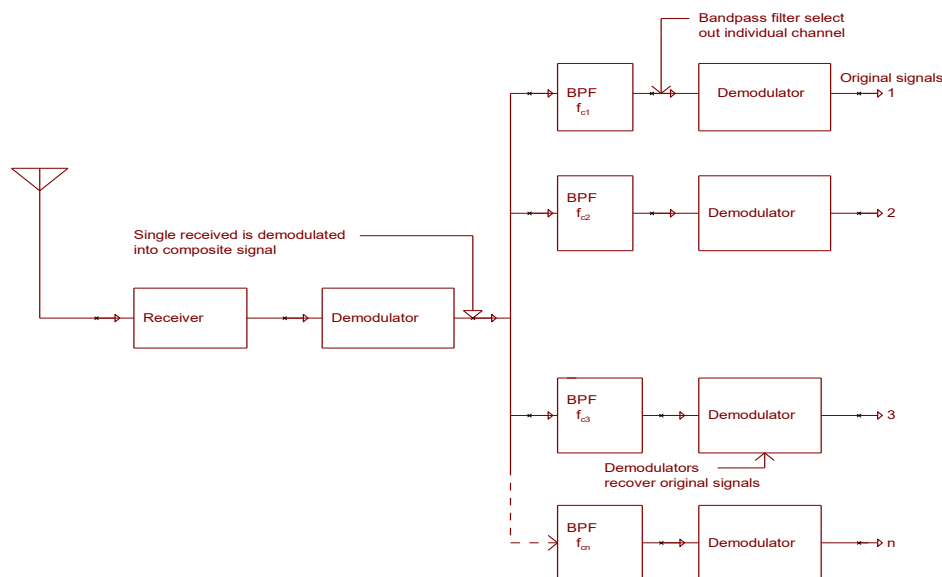 Bandpass filter select
out individual channel
BPF
fc1
Demodulator
Original signals
1
BPF
fc2
Demodulator
2
Single received is demodulated
into composite signal
Receiver
Demodulator
BPF
fc3
Demodulator
3
Demodulators
recover original signals
BPF
fcn
Demodulator
n